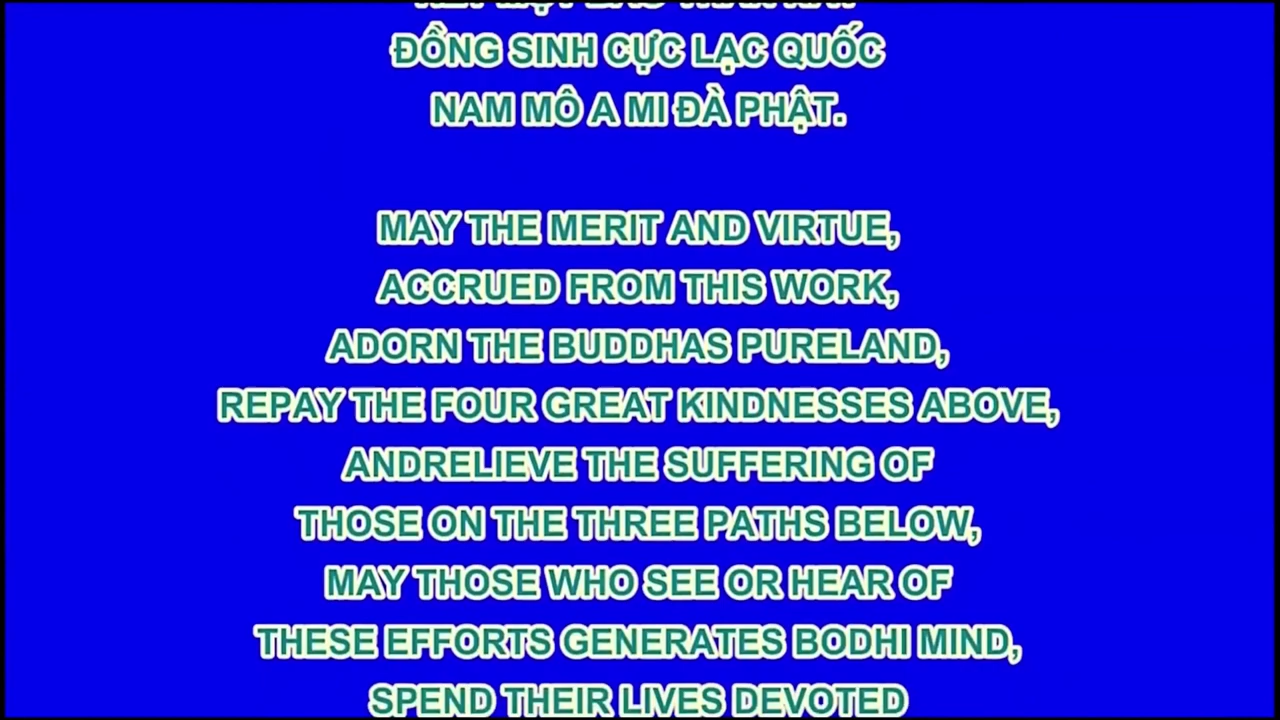 ĐỒNG SINH CỰC LẠC QUỐC
NAM MÔ A MI ĐÀ PHẬT.
MAY THE MERIT AND VIRTUE,
ACCRUED FROM THIS WORK,
ADORN THE BUDDHAS PURELAND,
REPAY THE FOUR GREAT KINDNESSES ABOVE,
ANDRELIEVE THE SUFFERING OF
THOSE ON THE THREE PATHS BELOW,
MAY THOSE WHO SEE OR HEAR OF
THESE EFFORTS GENERATES BODHI MIND,
SPEND THEIR LIVES DEVOTED